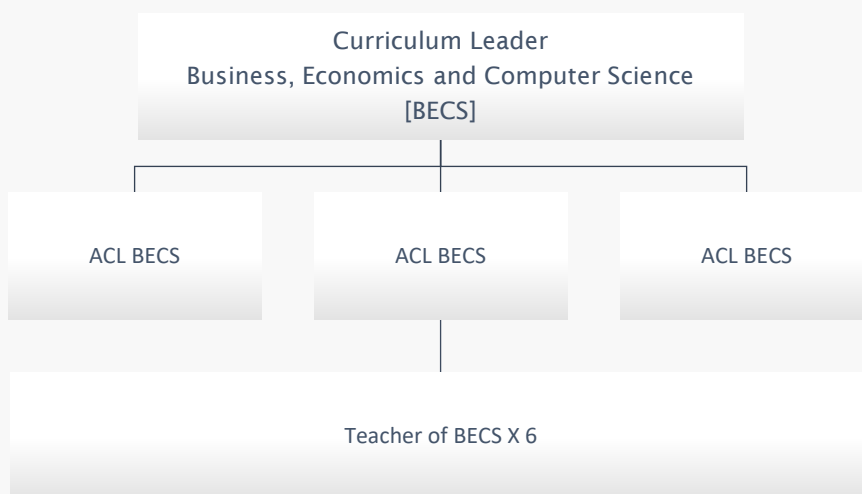 Curriculum Leader
Business, Economics and Computer Science
[BECS]
ACL BECS
ACL BECS
ACL BECS
Teacher of BECS X 6